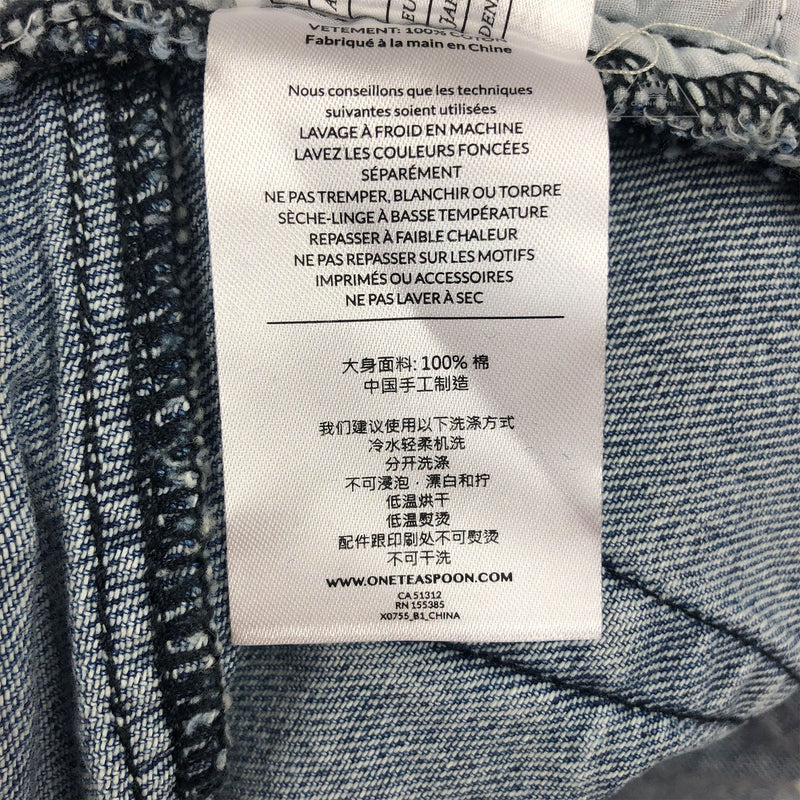 EU
JA
DEN
VÊTEMENT: 100% COTON
Fabriqué à la main en Chine
Nous conseillons que les techniques
suivantes soient utilisées
LAVAGE À FROID EN MACHINE
LAVEZ LES COULEURS FONCÉES
SÉPARÉMENT
NE PAS TREMPER, BLANCHIR OU TORDRE
SÈCHE-LINGE À BASSE TEMPÉRATURE
REPASSER À FAIBLE CHALEUR
NE PAS REPASSER SUR LES MOTIFS
IMPRIMÉS OU ACCESSOIRES
NE PAS LAVER À SEC
大身面料: 100% 棉
中国手工制造
我们建议使用以下洗涤方式
冷水轻柔机洗
分开洗涤
不可浸泡·漂白和拧
低温烘干
低温熨烫
配件跟印刷处不可熨烫
不可干洗
WWW.ONETEASPOON.COM
CA 51312
RN 155385
X0755_B1_CHINA